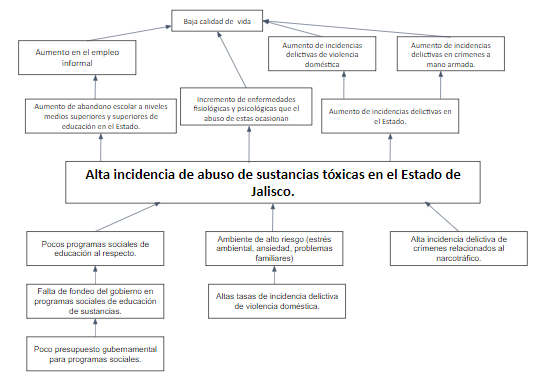 Baja calidad de vida
Aumento en el empleo
informal
Aumento de incidencias
delictivas de violencia
doméstica
Aumento de incidencias
delictivas en crímenes a
mano armada.
Aumento de abandono escolar a niveles
medios superiores y superiores de
educación en el Estado.
Incremento de enfermedades
fisiológicas y psicológicas que el
abuso de estas ocasionan
Aumento de incidencias delictivas en
el Estado.
Alta incidencia de abuso de sustancias tóxicas en el Estado de
Jalisco.
Pocos programas sociales de
educación al respecto.
Ambiente de alto riesgo (estrés
ambiental, ansiedad, problemas
familiares)
Alta incidencia delictiva de
crímenes relacionados al
narcotráfico.
Falta de fondeo del gobierno en
programas sociales de educación
de sustancias.
Altas tasas de incidencia delictiva
de violencia doméstica.
Poco presupuesto gubernamental
para programas sociales.